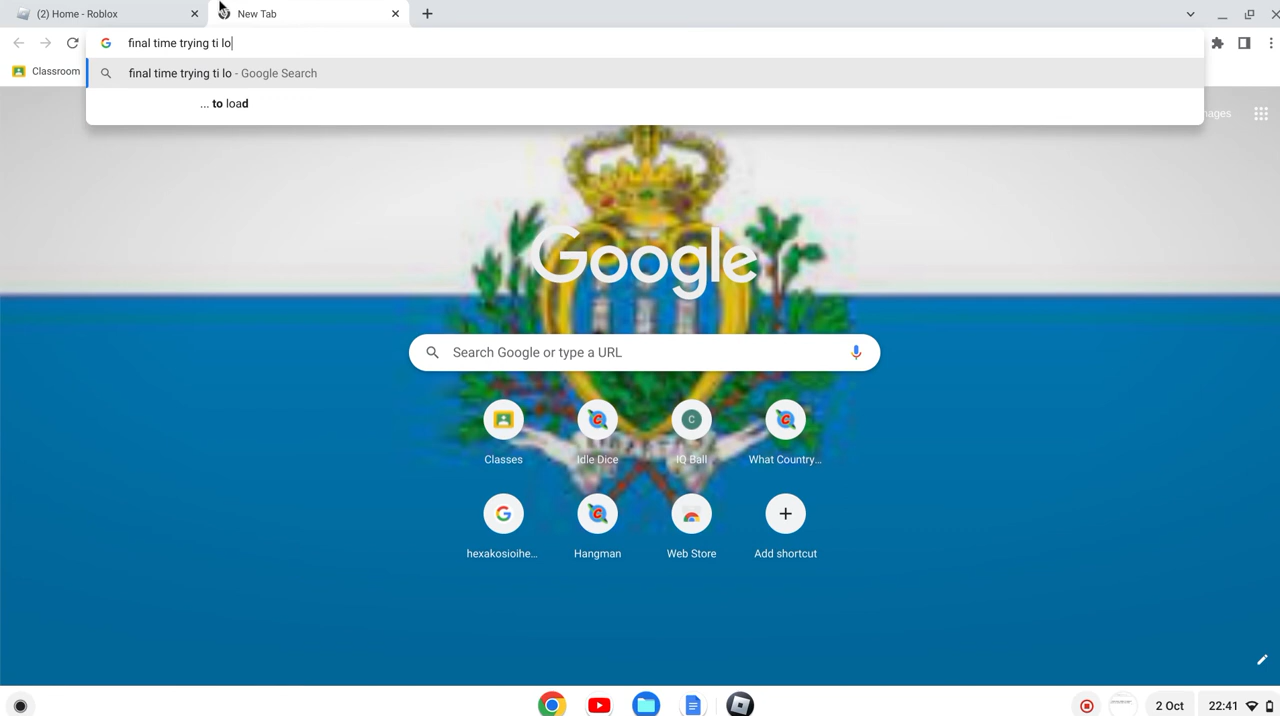 (2) Home - Roblox
New Tab
final time trying ti lo
Classroom
final time trying ti lo - Google Search
... to load
Google
Search Google or type a URL
C
Classes
Idle Dice
IQ Ball
What Country...
hexakosioihe...
Hangman
Web Store
Add shortcut
2 Oct
22:41